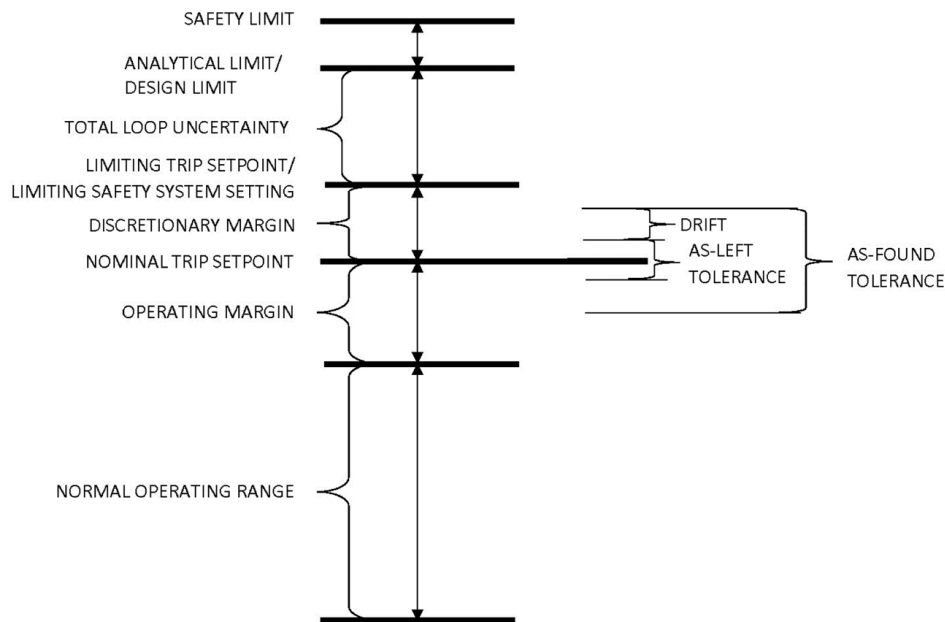 SAFETY LIMIT
ANALYTICAL LIMIT/
DESIGN LIMIT
TOTAL LOOP UNCERTAINTY
LIMITING TRIP SETPOINT/
LIMITING SAFETY SYSTEM SETTING
DISCRETIONARY MARGIN
NOMINAL TRIP SETPOINT
OPERATING MARGIN
NORMAL OPERATING RANGE
DRIFT
AS-LEFT
TOLERANCE
AS-FOUND
TOLERANCE